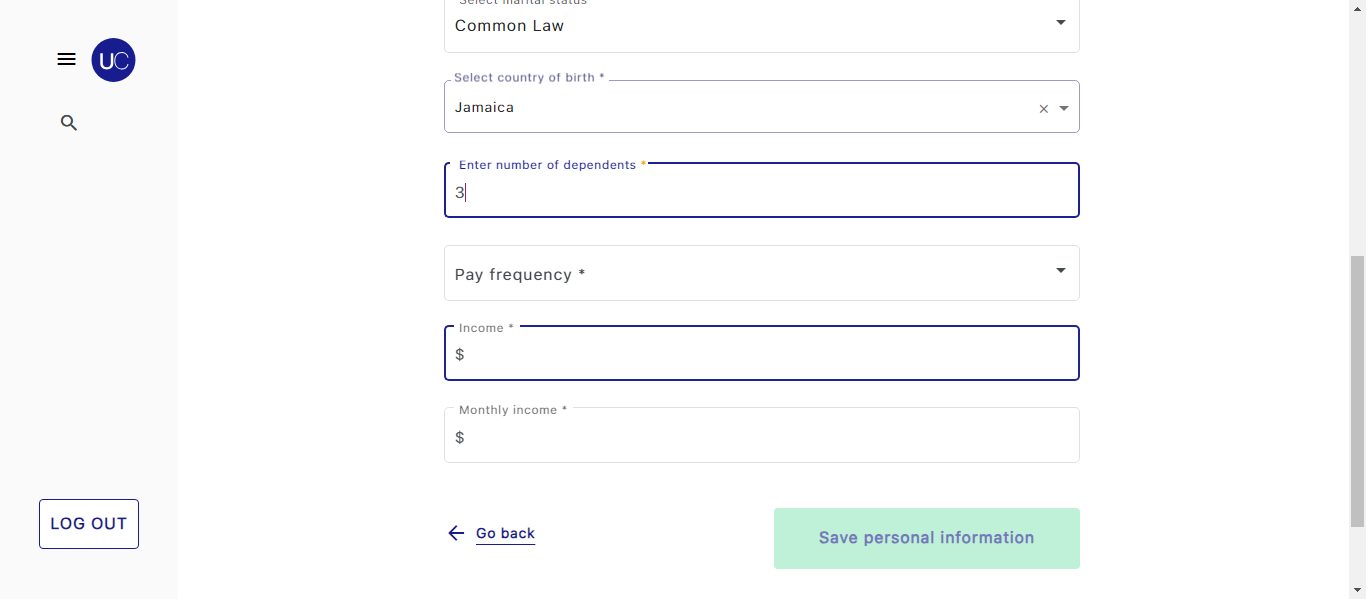 Select marital status
Common Law
UC
Select country of birth *
Jamaica
Enter number of dependents *
3
Pay frequency *
Income *
$
Monthly income *
$
LOG OUT
Go back
Save personal information